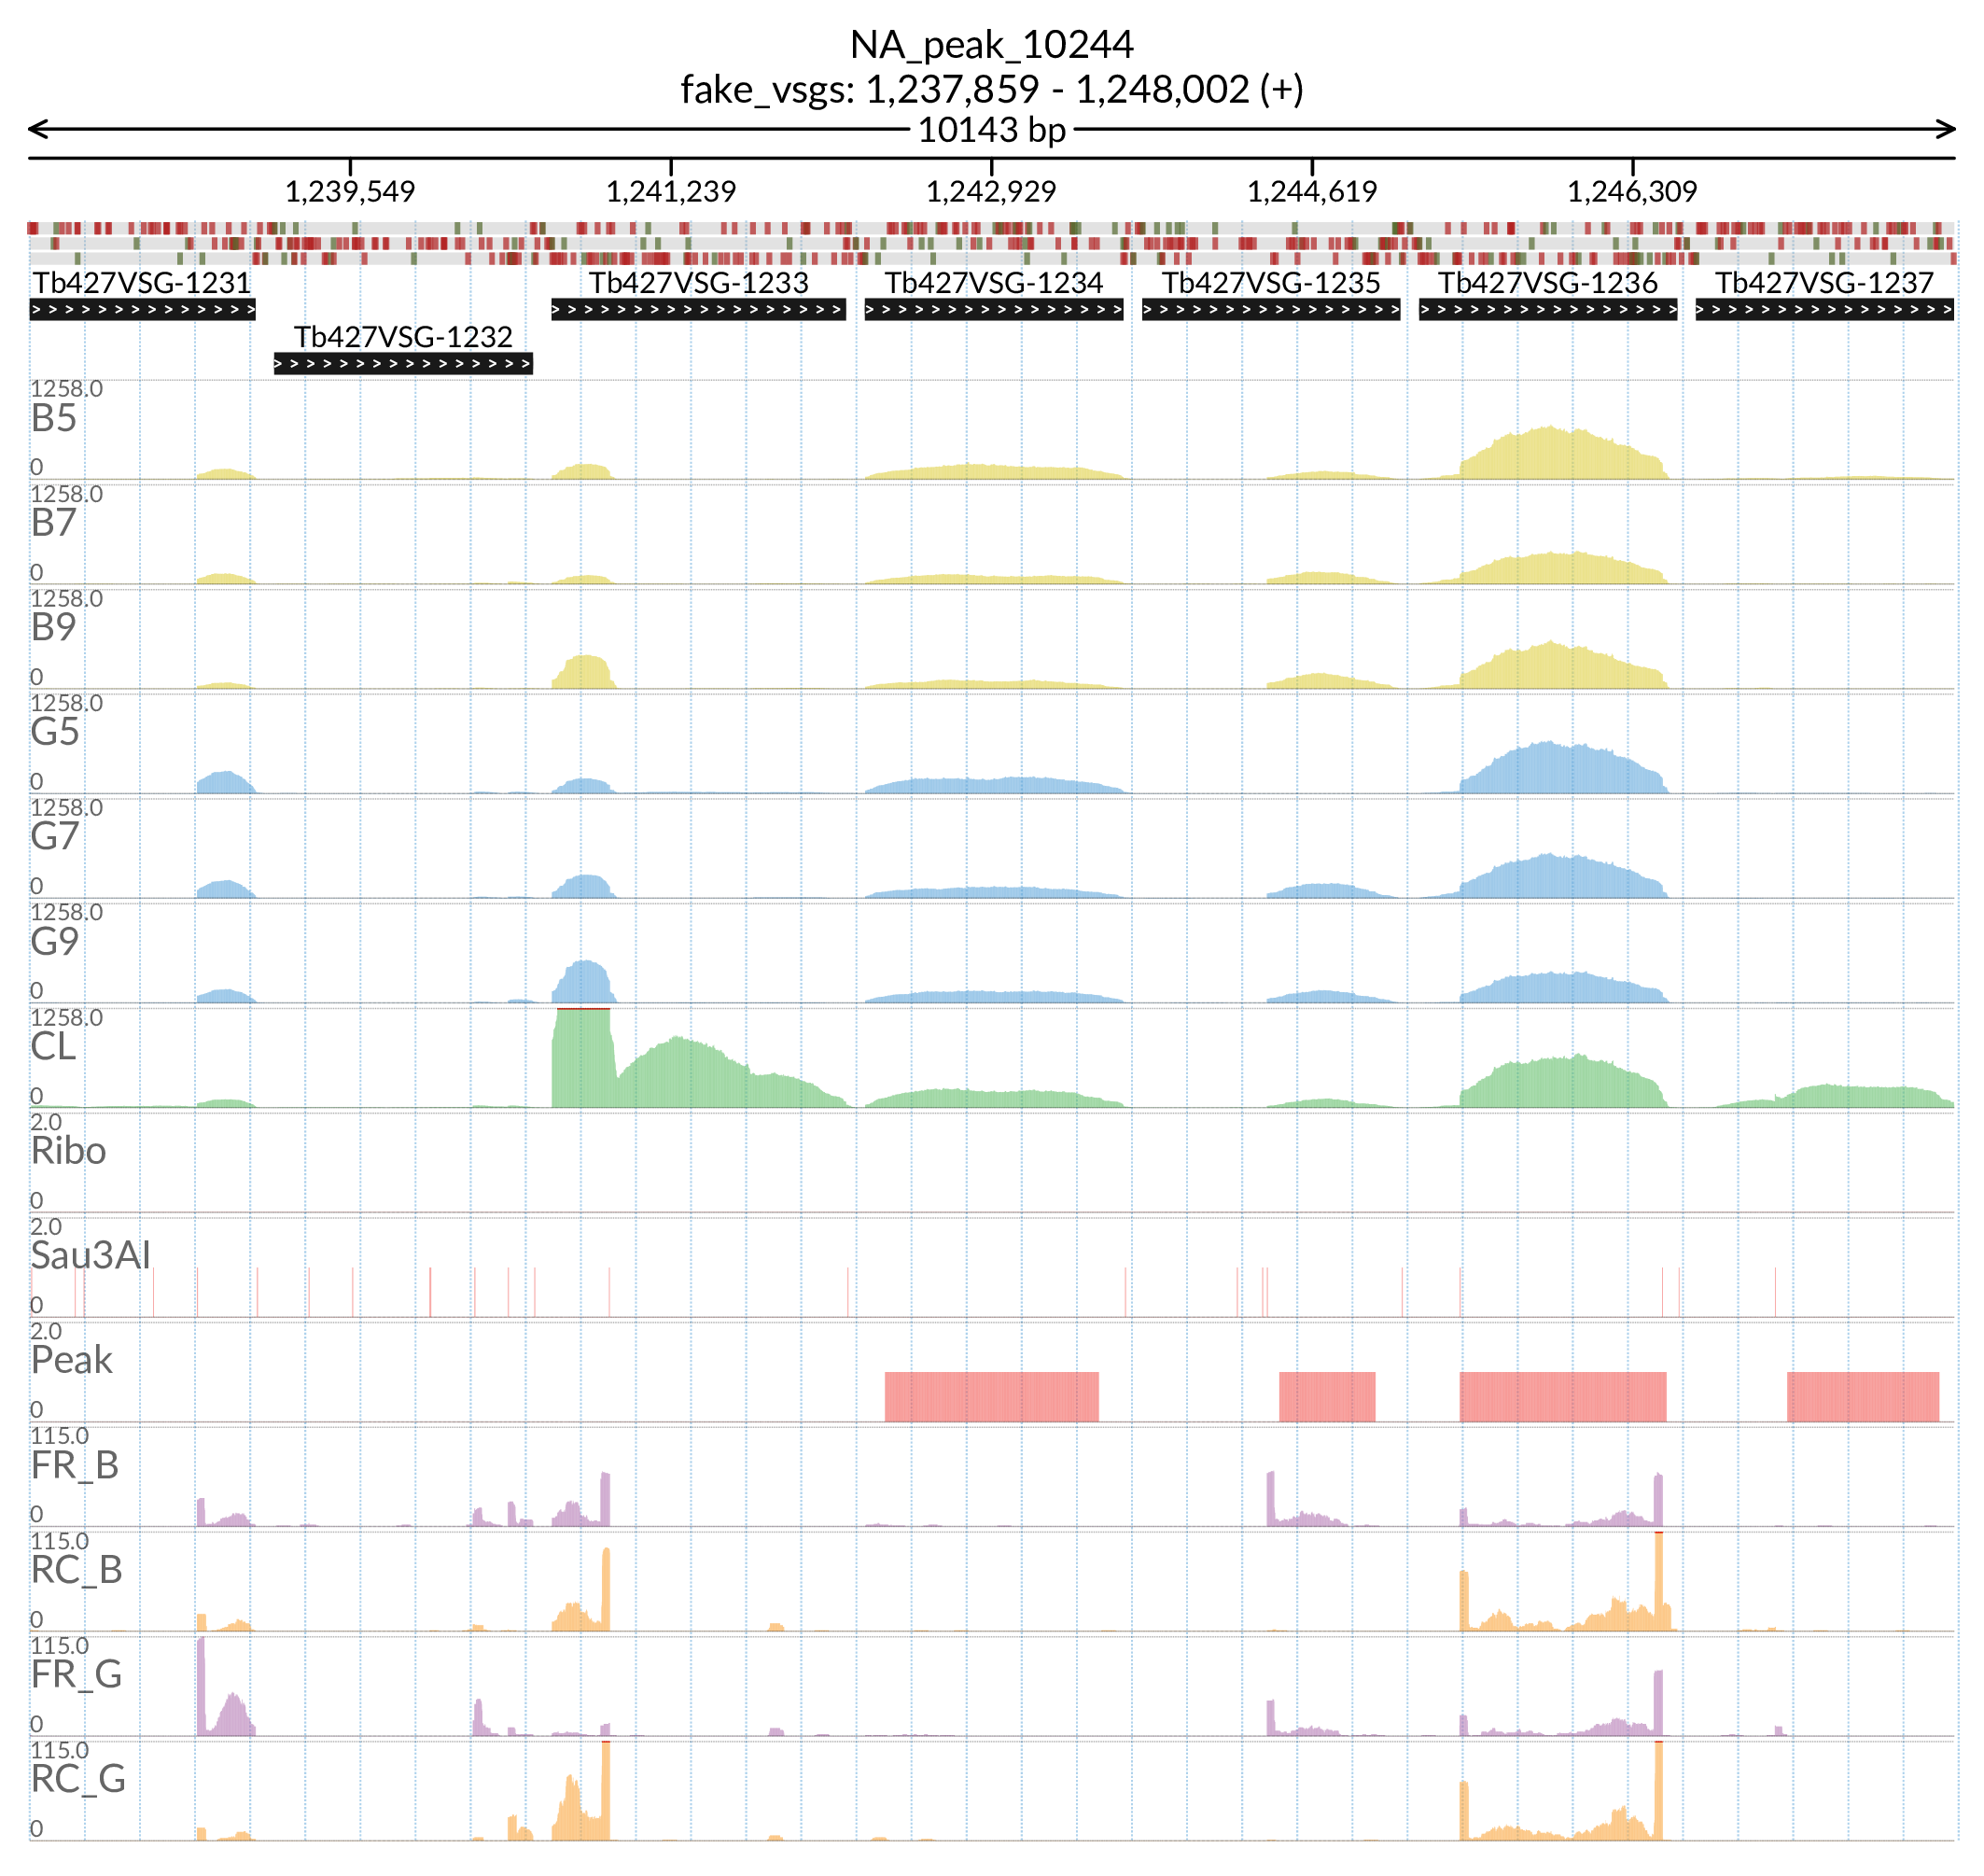 NA_peak_10244
fake_vsgs: 1,237,859 - 1,248,002 (+)
10143 bp
1,239,549 1,241,239 1,242,929 1,244,619 1,246,309
Tb427VSG-1231 Tb427VSG-1233 Tb427VSG-1234 Tb427VSG-1235 Tb427VSG-1236 Tb427VSG-1237
Tb427VSG-1232
1258.0
B5
0
1258.0
B7
0
1258.0
B9
0
1258.0
G5
0
1258.0
G7
0
1258.0
G9
0
1258.0
CL
0
2.0
Ribo
0
2.0
Sau3AI
0
2.0
Peak
0
115.0
FR_B
0
115.0
RC_B
0
115.0
FR_G
0
115.0
RC_G
0